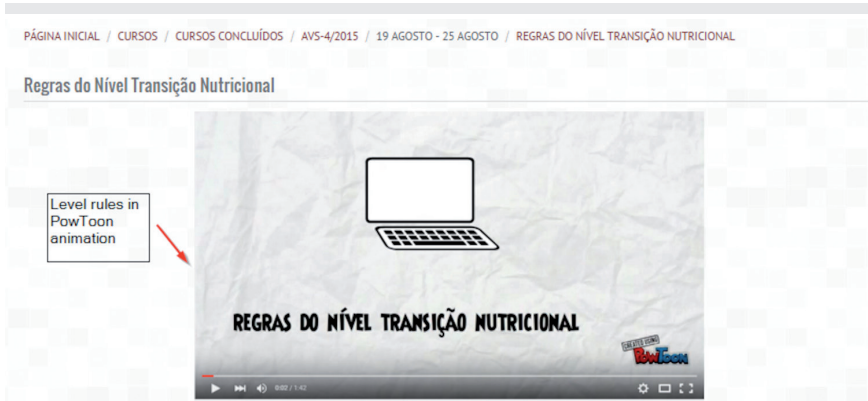 PÁGINA INICIAL / CURSOS / CURSOS CONCLUÍDOS / AVS-4/2015 / 19 AGOSTO - 25 AGOSTO / REGRAS DO NÍVEL TRANSIÇÃO NUTRICIONAL
Regras do Nível Transição Nutricional
Level rules in
PowToon
animation
REGRAS DO NÍVEL TRANSIÇÃO NUTRICIONAL
CREATED USING
PowToon
0:02 / 1:42